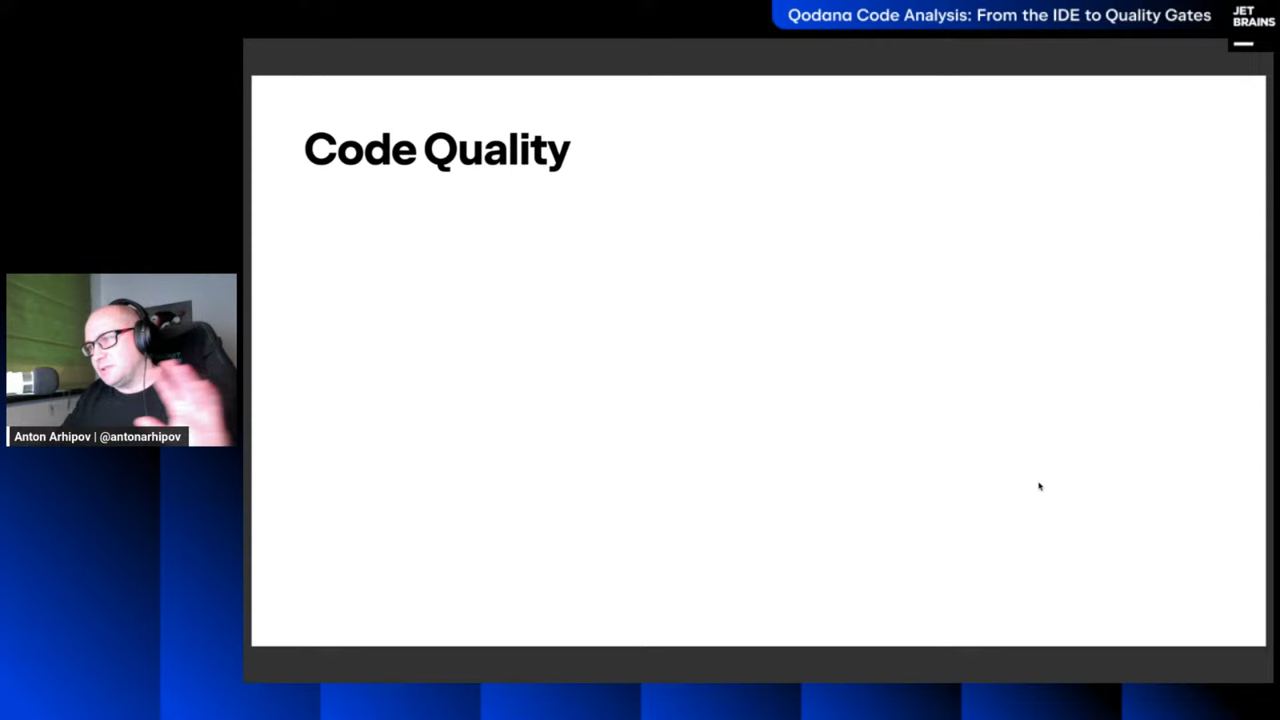 Qodana Code Analysis: From the IDE to Quality Gates
JET
BRAINS
Code Quality
Anton Arhipov | @antonarhipov